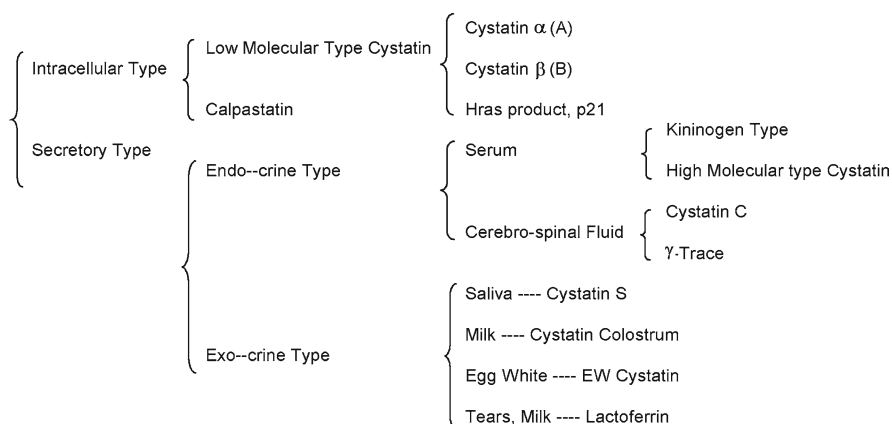 Intracellular Type
Secretory Type
Low Molecular Type Cystatin
Calpastatin
Cystatin α (A)
Cystatin β (B)
Hras product, p21
Endo--crine Type
Serum
Kininogen Type
High Molecular type Cystatin
Cerebro-spinal Fluid
Cystatin C
γ-Trace
Exo--crine Type
Saliva ---- Cystatin S
Milk ---- Cystatin Colostrum
Egg White ---- EW Cystatin
Tears, Milk ---- Lactoferrin